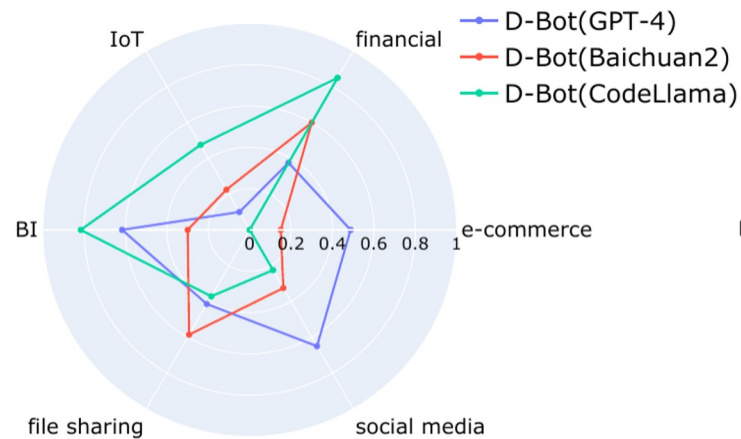 IoT
financial
D-Bot(GPT-4)
D-Bot(Baichuan2)
D-Bot(CodeLlama)
BI
0 0.2 0.4 0.6 0.8 1
e-commerce
file sharing
social media